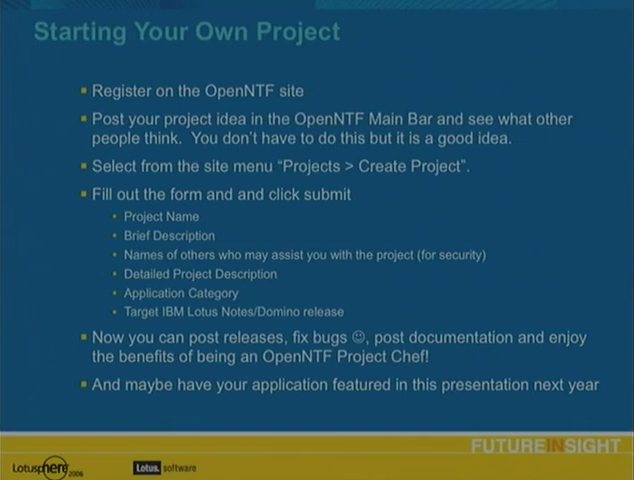 Starting Your Own Project
Register on the OpenNTF site
Post your project idea in the OpenNTF Main Bar and see what other
people think. You don't have to do this but it is a good idea.
Select from the site menu “Projects > Create Project”.
Fill out the form and and click submit
Project Name
Brief Description
Names of others who may assist you with the project (for security)
Detailed Project Description
Application Category
Target IBM Lotus Notes/Domino release
Now you can post releases, fix bugs ☺, post documentation and enjoy
the benefits of being an OpenNTF Project Chef!
And maybe have your application featured in this presentation next year
FUTUREINSIGHT
Lotusphere 2006
Lotus. software